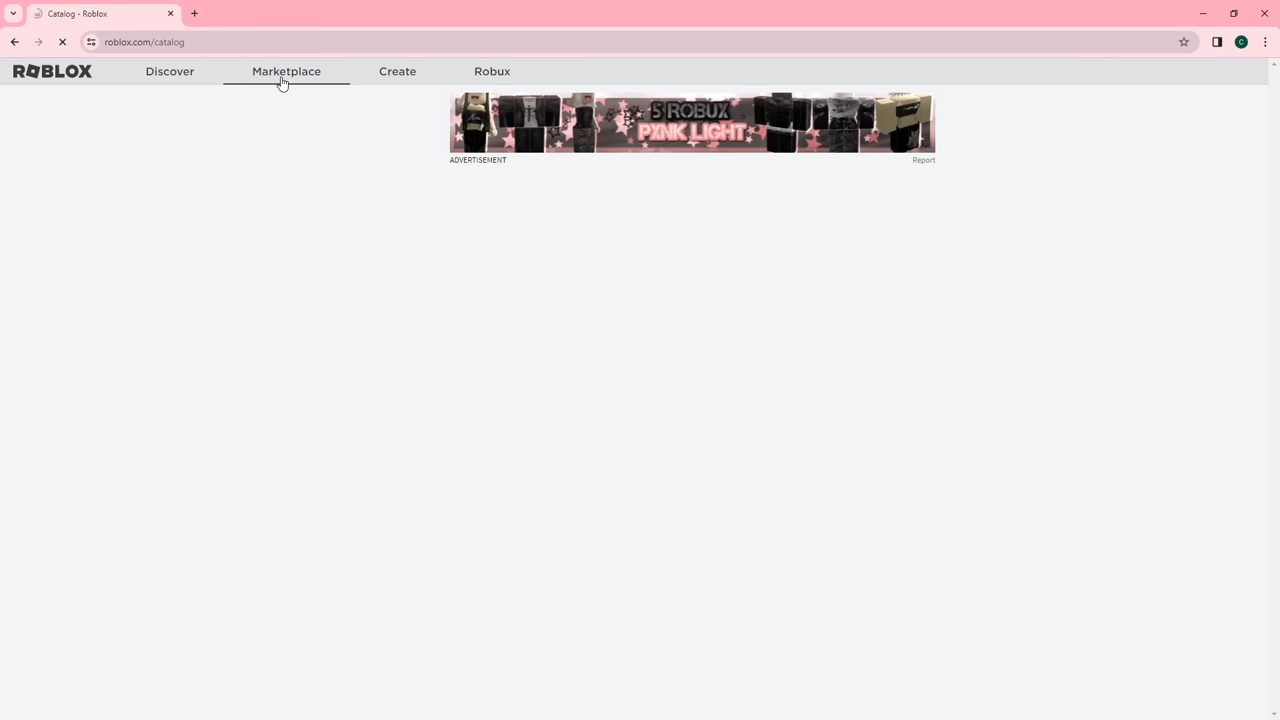 Catalog - Roblox
roblox.com/catalog
C
ROBLOX
Discover
Marketplace
Create
Robux
5 ROBUX
PXNK LIGHT
ADVERTISEMENT
Report